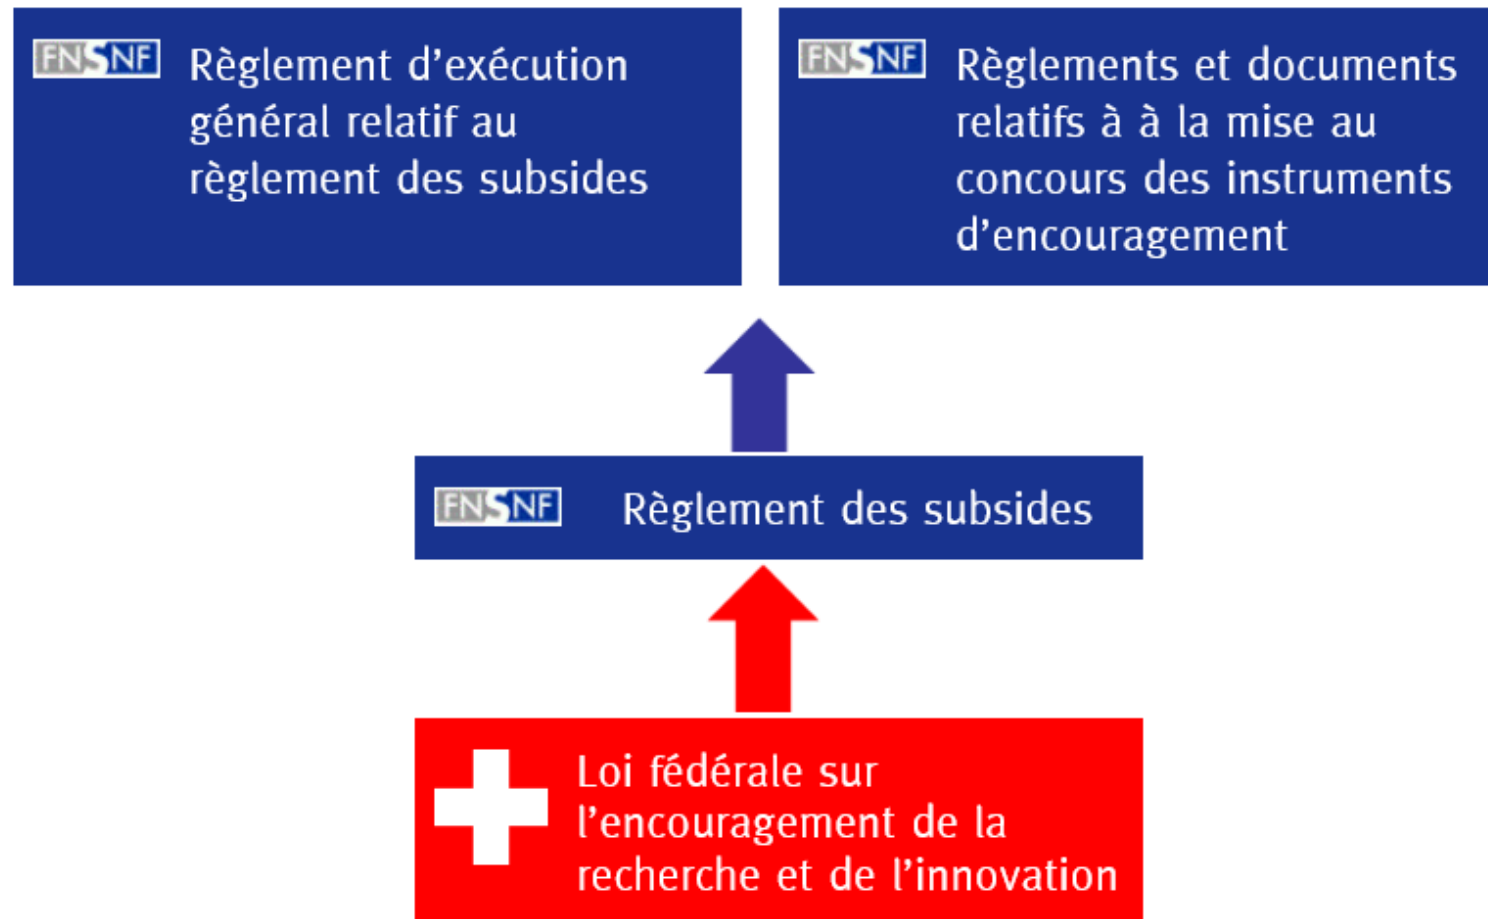 FNSNF
Règlement d'exécution
général relatif au
règlement des subsides
FNSNF
Règlements et documents
relatifs à à la mise au
concours des instruments
d'encouragement
FNSNF
Règlement des subsides
Loi fédérale sur
l'encouragement de la
recherche et de l'innovation